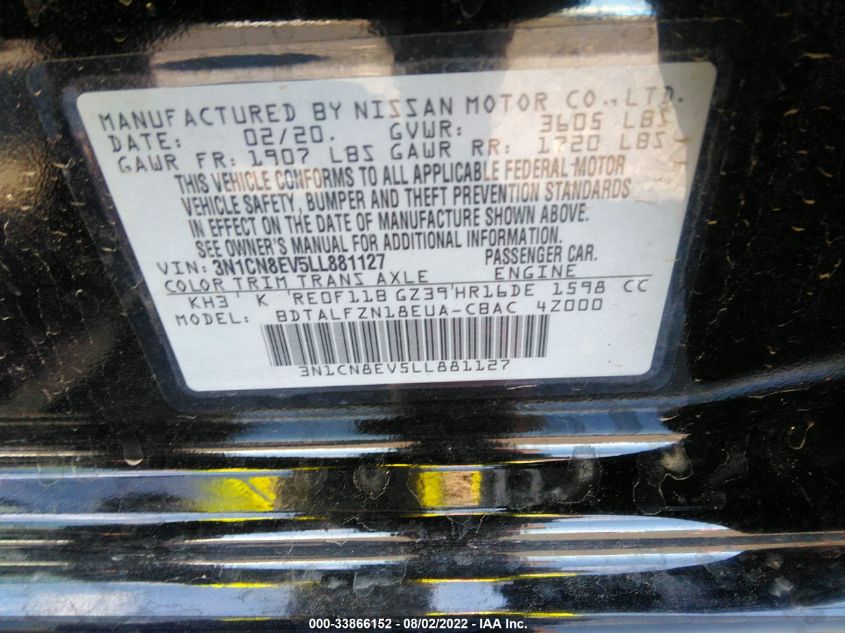 MANUFACTURED BY NISSAN MOTOR CO., LTD.
DATE: 02/20. GVWR: 3605 LBS
GAWR FR: 1907 LBS GAWR RR: 1720 LBS
THIS VEHICLE CONFORMS TO ALL APPLICABLE FEDERAL MOTOR
VEHICLE SAFETY, BUMPER AND THEFT PREVENTION STANDARDS
IN EFFECT ON THE DATE OF MANUFACTURE SHOWN ABOVE.
SEE OWNER'S MANUAL FOR ADDITIONAL INFORMATION.
VIN: 3N1CN8EV5LL881127 PASSENGER CAR.
COLOR TRIM TRANS AXLE ENGINE
KH3 K RE0F11B GZ39 HR16DE 1598 CC
MODEL: BDTALFZN18EUA-CBAC 4Z000
3N1CN8EV5LL881127
000-33866152 - 08/02/2022 - IAA Inc.